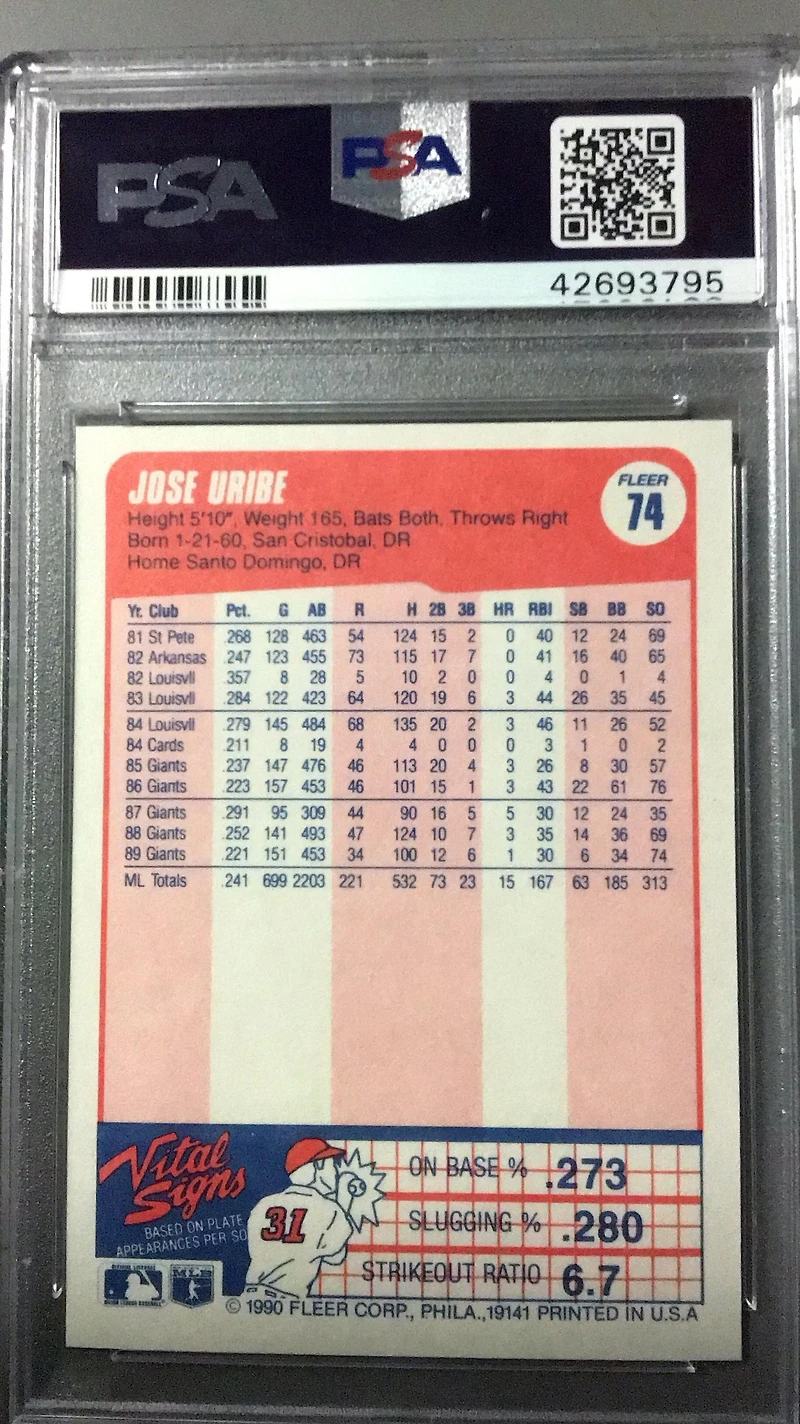 PSA
PSA
42693795
JOSE URIBE
FLEER
74
Height 5'10", Weight 165, Bats Both, Throws Right
Born 1-21-60, San Cristobal, DR
Home Santo Domingo, DR
Yr. Club Pct. G AB R H 2B 3B HR RBI SB BB SO
81 St Pete .268 128 463 54 124 15 2 0 40 12 24 69
82 Arkansas .247 123 455 73 115 17 7 0 41 16 40 65
82 Louisvll .357 8 28 5 10 2 0 0 4 0 1 4
83 Louisvll .284 122 423 64 120 19 6 3 44 26 35 45
84 Louisvll .279 145 484 68 135 20 2 3 46 11 26 52
84 Cards .211 8 19 4 4 0 0 0 3 1 0 2
85 Giants .237 147 476 46 113 20 4 3 26 8 30 57
86 Giants .223 157 453 46 101 15 1 3 43 22 61 76
87 Giants .291 95 309 44 90 16 5 5 30 12 24 35
88 Giants .252 141 493 47 124 10 7 3 35 14 36 69
89 Giants .221 151 453 34 100 12 6 1 30 6 34 74
ML Totals .241 699 2203 221 532 73 23 15 167 63 185 313
Vital
Signs
BASED ON PLATE
APPEARANCES PER SO
31
ON BASE % .273
SLUGGING % .280
STRIKEOUT RATIO 6.7
© 1990 FLEER CORP., PHILA.,19141 PRINTED IN U.S.A